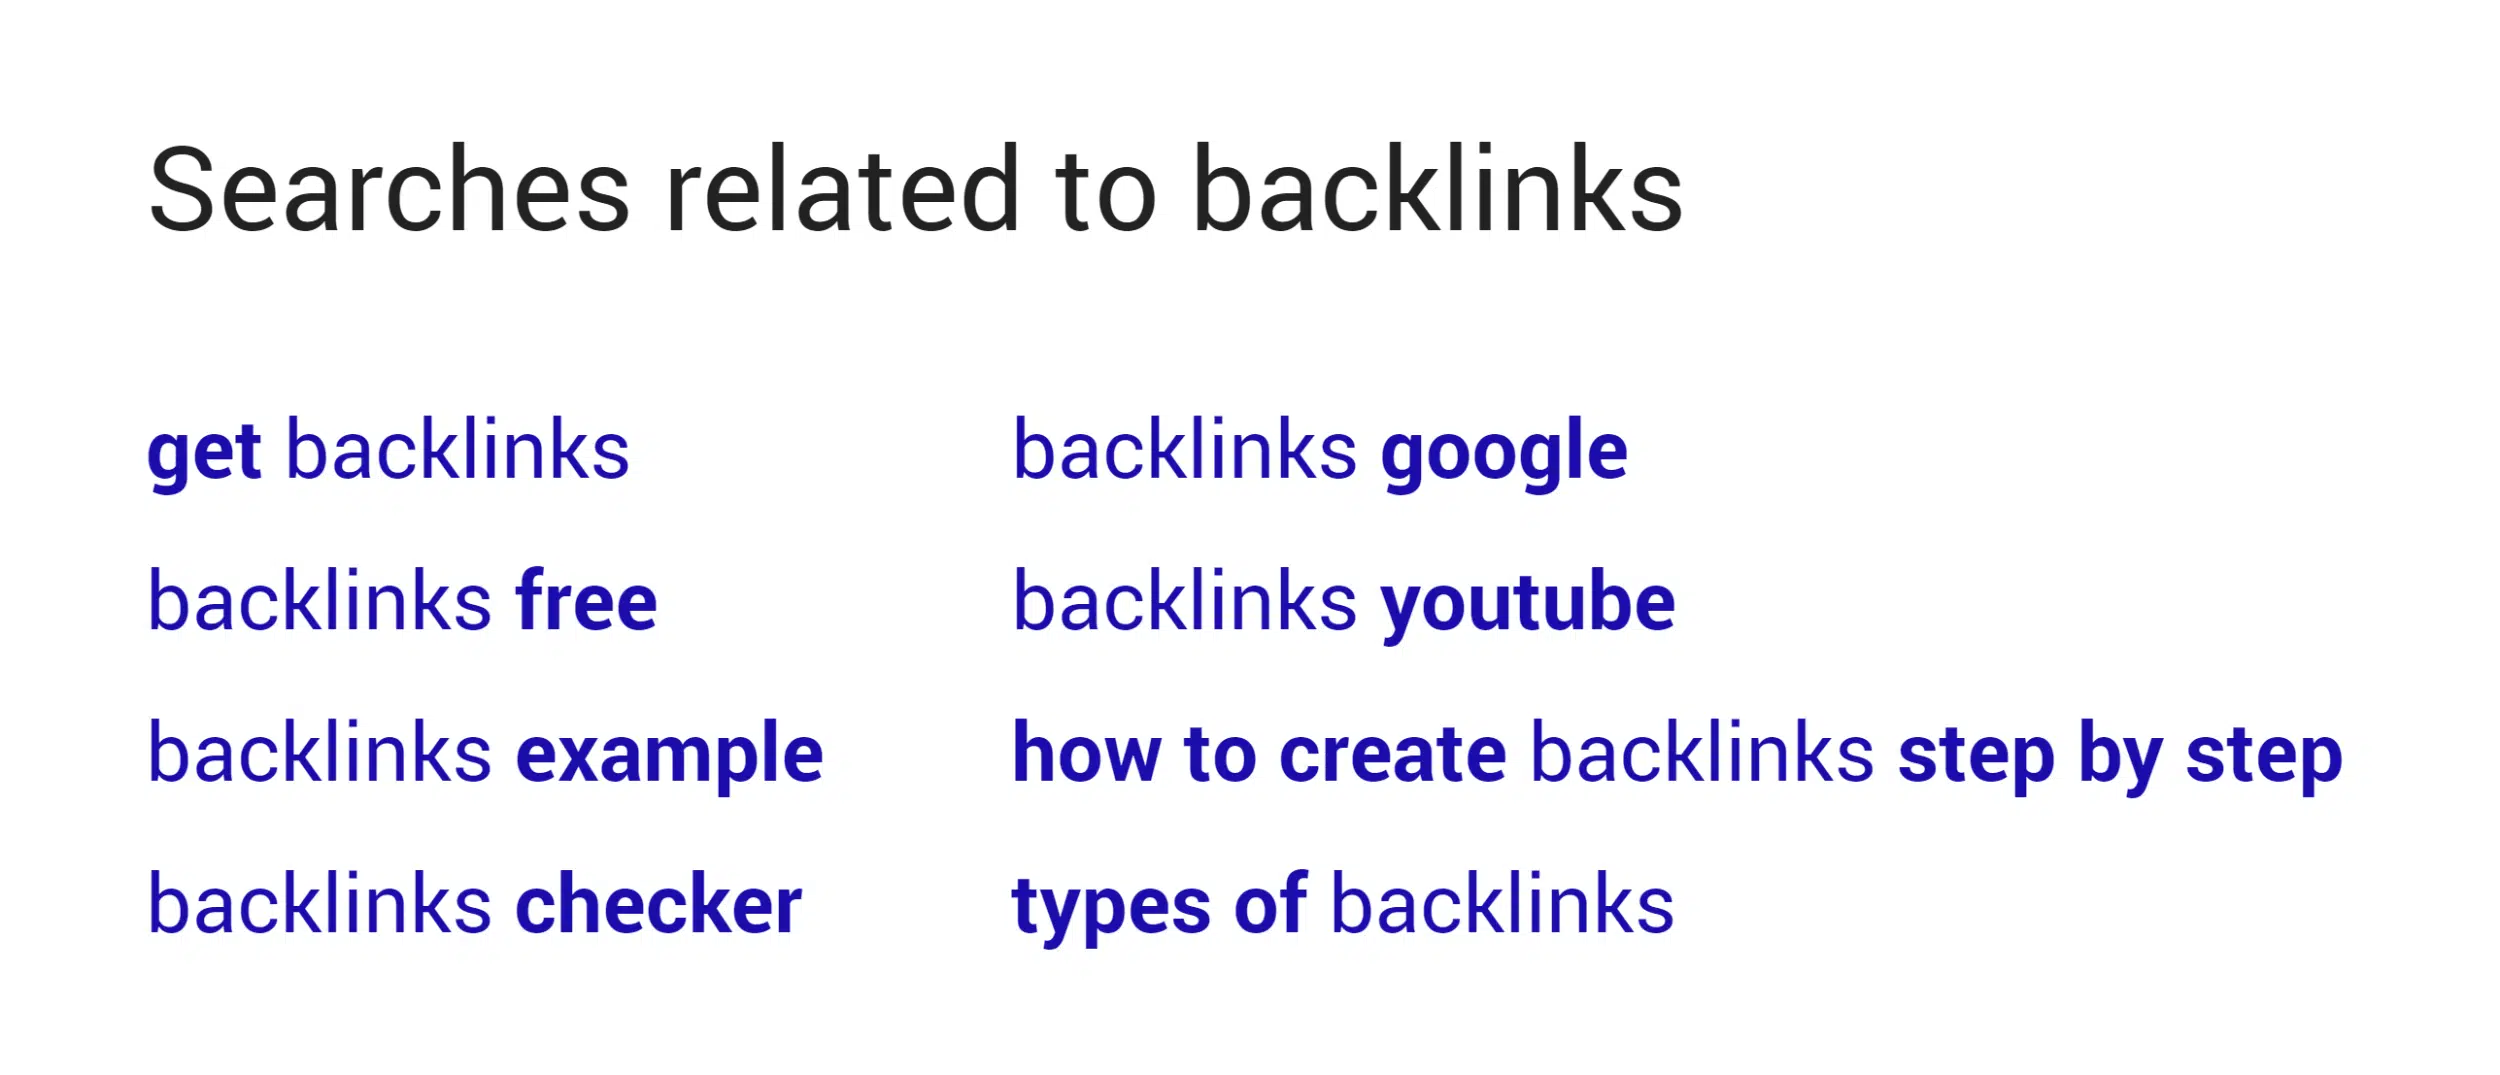 Searches related to backlinks
get backlinks
backlinks free
backlinks example
backlinks checker
backlinks google
backlinks youtube
how to create backlinks step by step
types of backlinks